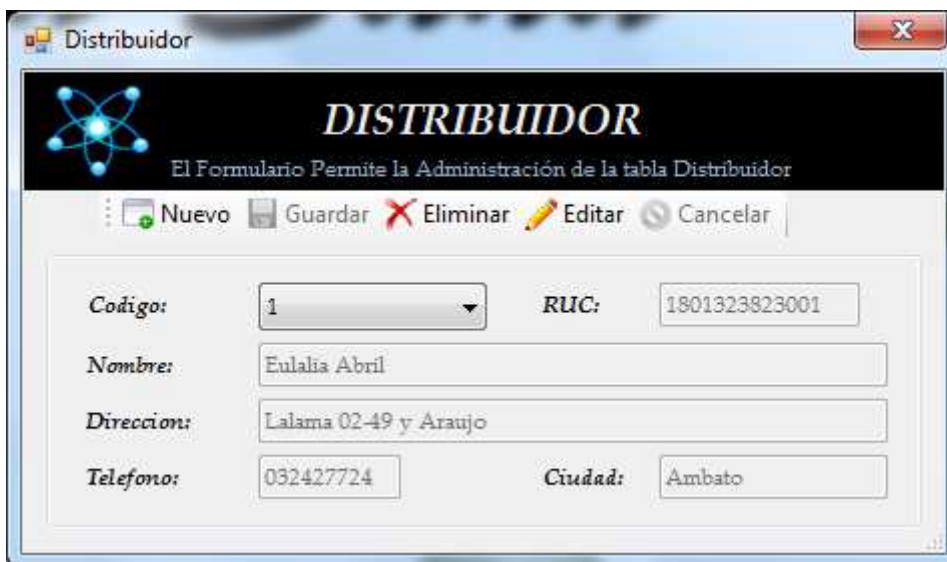 Distribuidor
DISTRIBUIDOR
El Formulario Permite la Administración de la tabla Distribuidor
Nuevo Guardar Eliminar Editar Cancelar
Codigo: 1 RUC: 1801323823001
Nombre: Eulalia Abril
Direccion: Lalama 02-49 y Araujo
Telefono: 032427724 Ciudad: Ambato